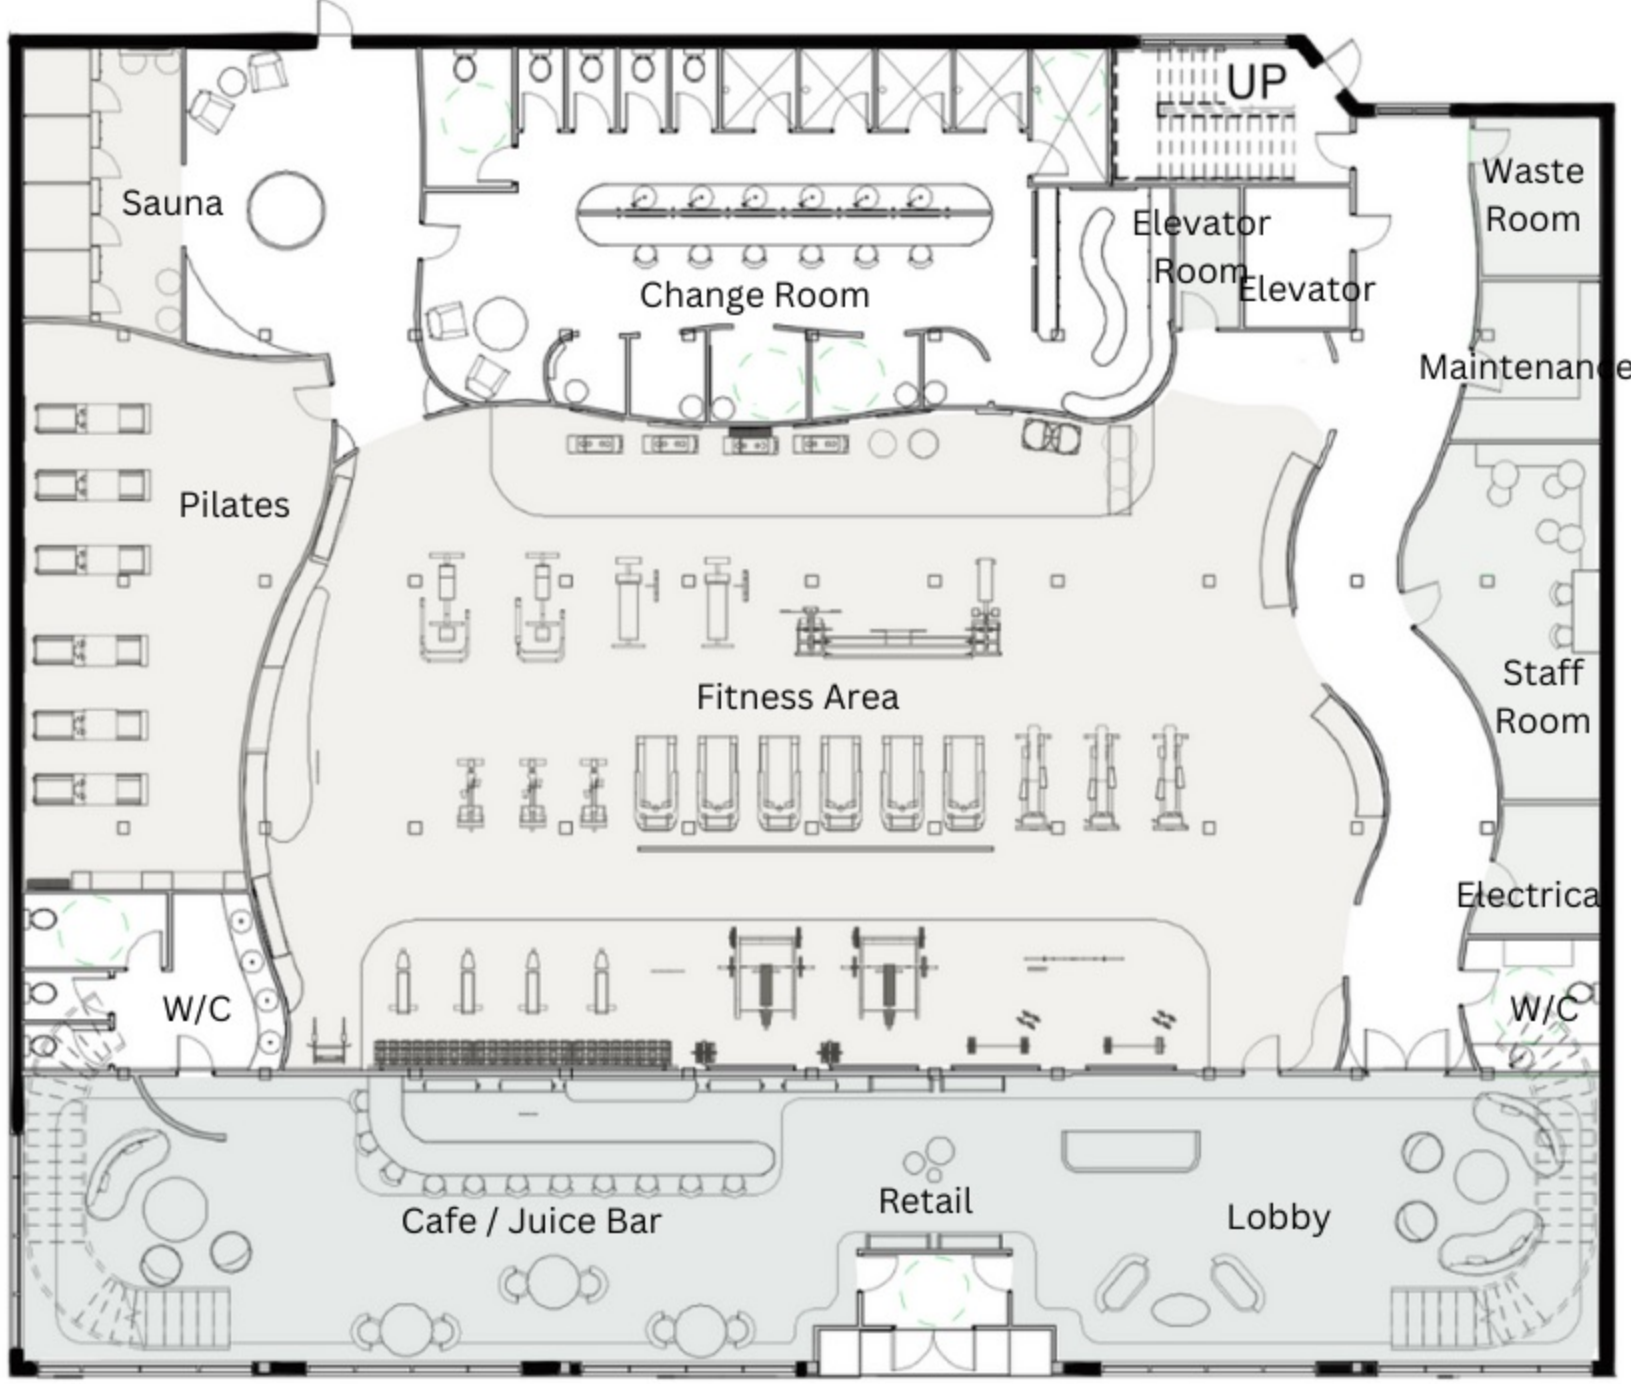 UP
Waste
Room
Sauna
Elevator
Room
Elevator
Change Room
Maintenance
Pilates
Fitness Area
Staff
Room
Electrica
W/C
W/C
Cafe / Juice Bar
Retail
Lobby